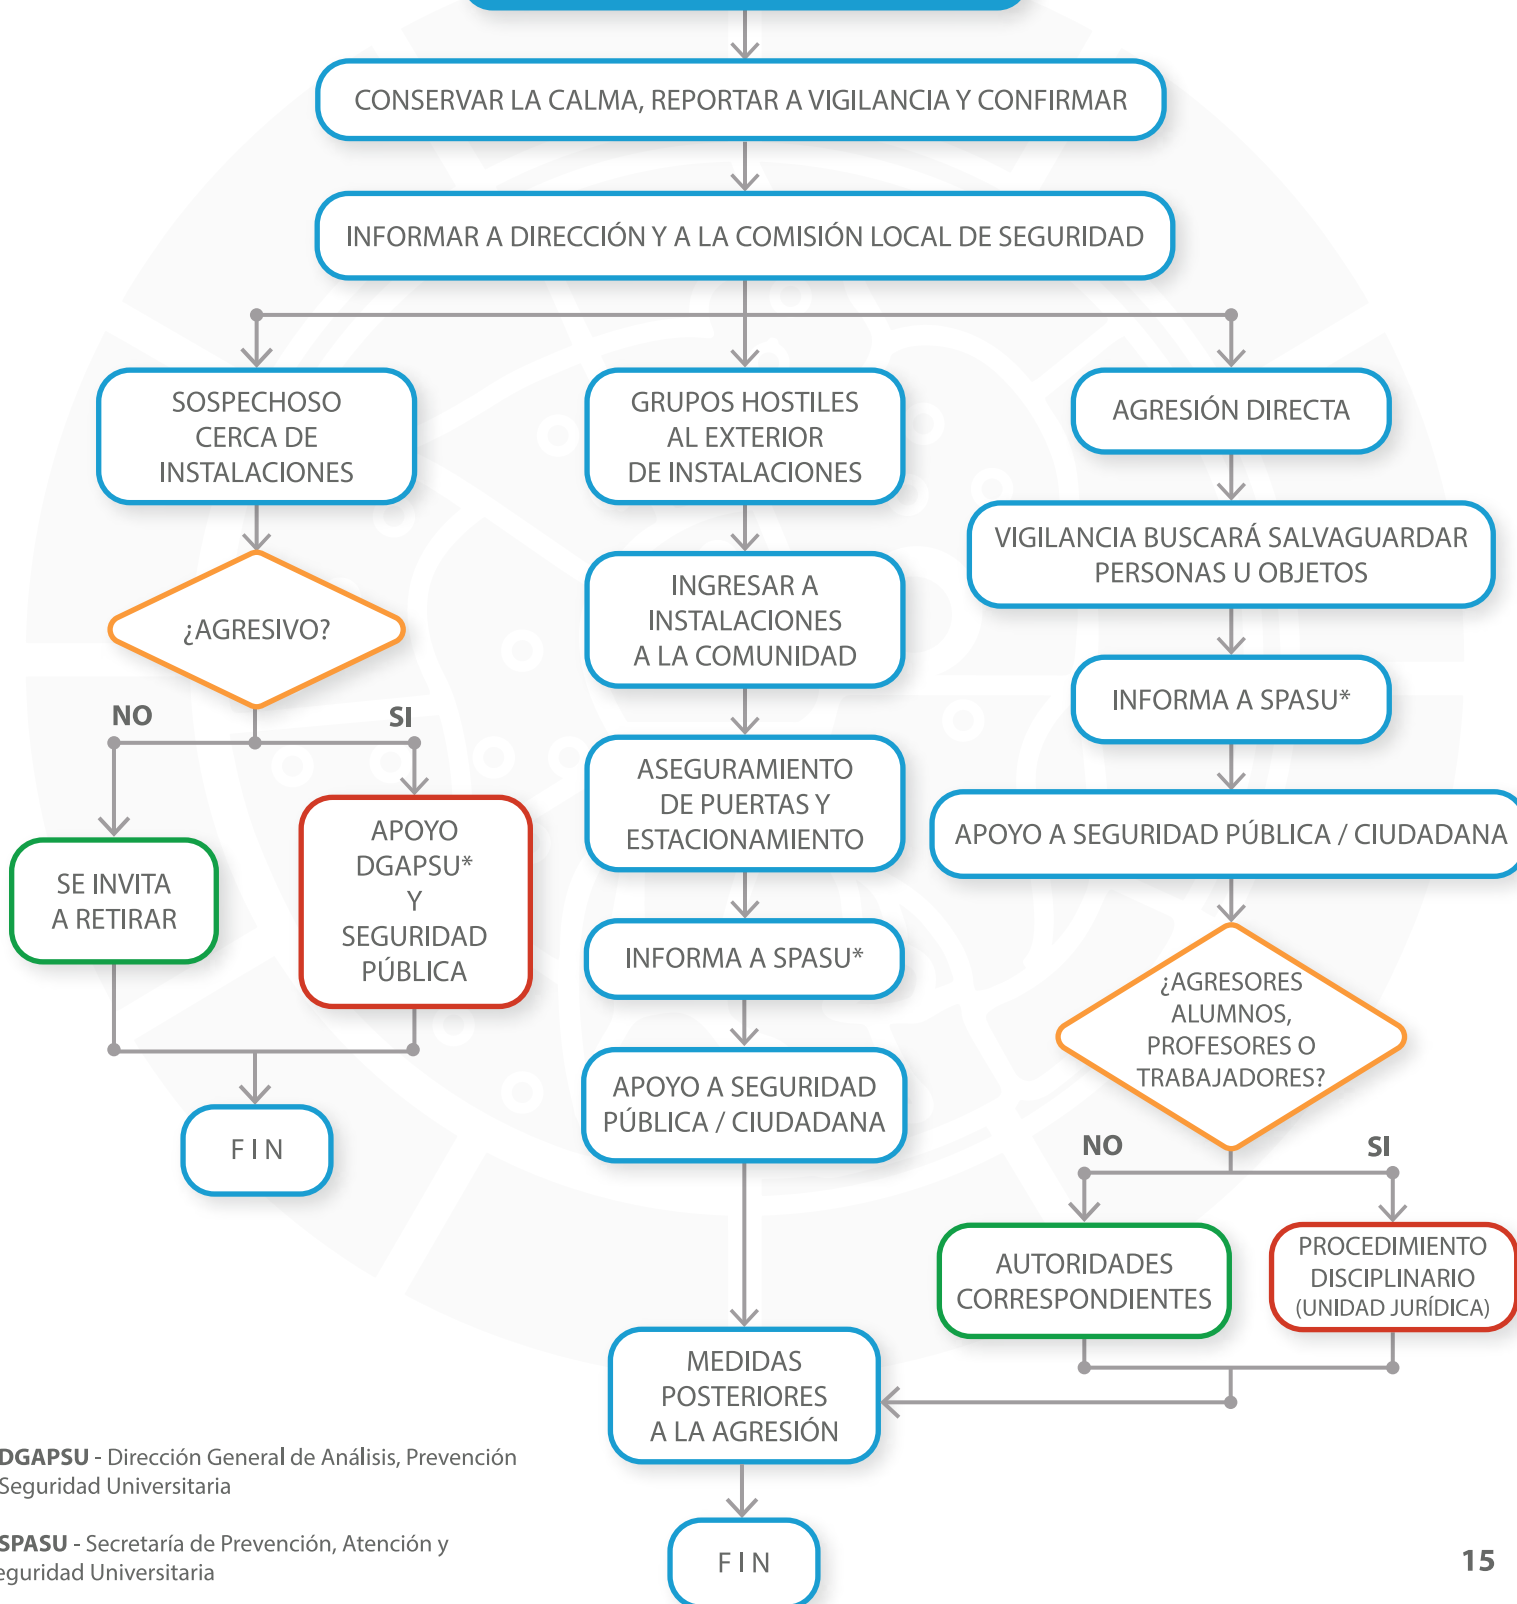 CONSERVAR LA CALMA, REPORTAR A VIGILANCIA Y CONFIRMAR
INFORMAR A DIRECCIÓN Y A LA COMISIÓN LOCAL DE SEGURIDAD
SOSPECHOSO
CERCA DE
INSTALACIONES
¿AGRESIVO?
NO
SI
SE INVITA
A RETIRAR
APOYO
DGAPSU*
Y
SEGURIDAD
PÚBLICA
F I N
GRUPOS HOSTILES
AL EXTERIOR
DE INSTALACIONES
INGRESAR A
INSTALACIONES
A LA COMUNIDAD
ASEGURAMIENTO
DE PUERTAS Y
ESTACIONAMIENTO
INFORMA A SPASU*
APOYO A SEGURIDAD
PÚBLICA / CIUDADANA
AGRESIÓN DIRECTA
VIGILANCIA BUSCARÁ SALVAGUARDAR
PERSONAS U OBJETOS
INFORMA A SPASU*
APOYO A SEGURIDAD PÚBLICA / CIUDADANA
¿AGRESORES
ALUMNOS,
PROFESORES O
TRABAJADORES?
NO
SI
AUTORIDADES
CORRESPONDIENTES
PROCEDIMIENTO
DISCIPLINARIO
(UNIDAD JURÍDICA)
MEDIDAS
POSTERIORES
A LA AGRESIÓN
F I N
DGAPSU - Dirección General de Análisis, Prevención
Seguridad Universitaria
SPASU - Secretaría de Prevención, Atención y
eguridad Universitaria
15